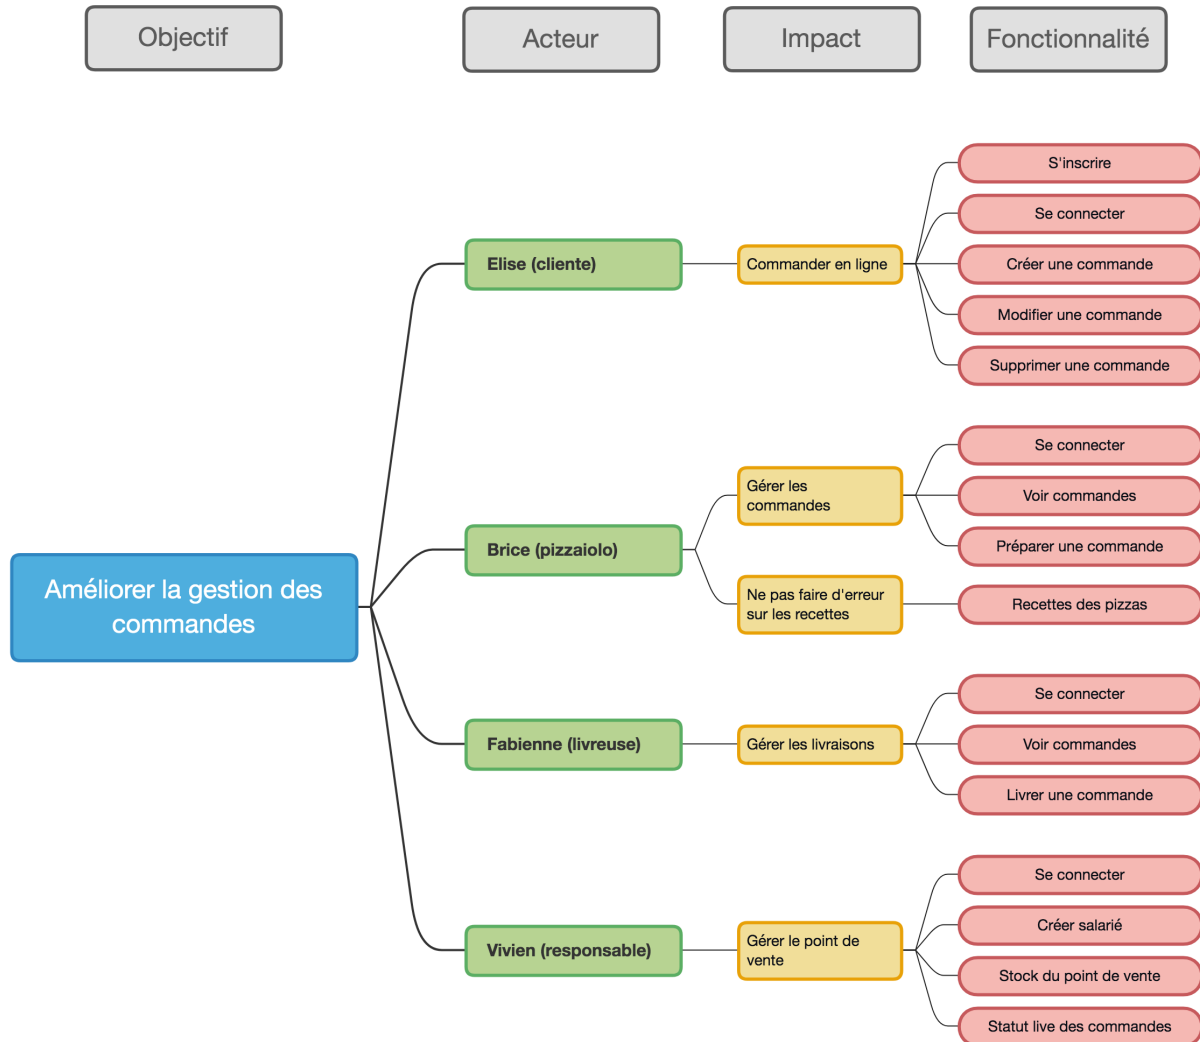 Objectif
Acteur
Impact
Fonctionnalité
S'inscrire
Se connecter
Elise (cliente)
Commander en ligne
Créer une commande
Modifier une commande
Supprimer une commande
Se connecter
Gérer les
commandes
Voir commandes
Brice (pizzaiolo)
Préparer une commande
Améliorer la gestion des
commandes
Ne pas faire d'erreur
sur les recettes
Recettes des pizzas
Se connecter
Fabienne (livreuse)
Gérer les livraisons
Voir commandes
Livrer une commande
Se connecter
Créer salarié
Vivien (responsable)
Gérer le point de
vente
Stock du point de vente
Statut live des commandes